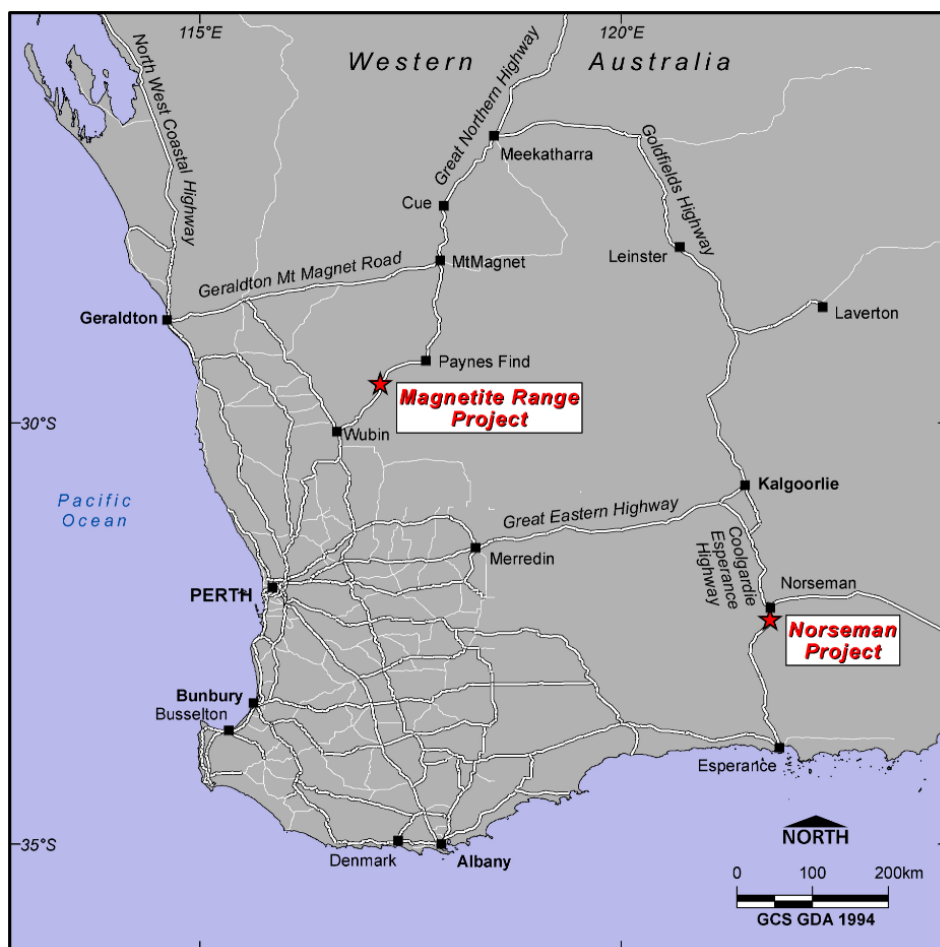 115°E
120°E
Western Australia
North West Coastal Highway
Great Northern Highway
Meekatharra
Goldfields Highway
Cue
Leinster
MtMagnet
Geraldton Mt Magnet Road
Geraldton
Laverton
Paynes Find
Magnetite Range
Project
30°S
Wubin
Pacific
Ocean
Kalgoorlie
Great Eastern Highway
Merredin
Coolgardie
Esperance
Highway
PERTH
Norseman
Norseman
Project
Bunbury
Busselton
Esperance
NORTH
35°S
Denmark
Albany
0 100 200km
GCS GDA 1994